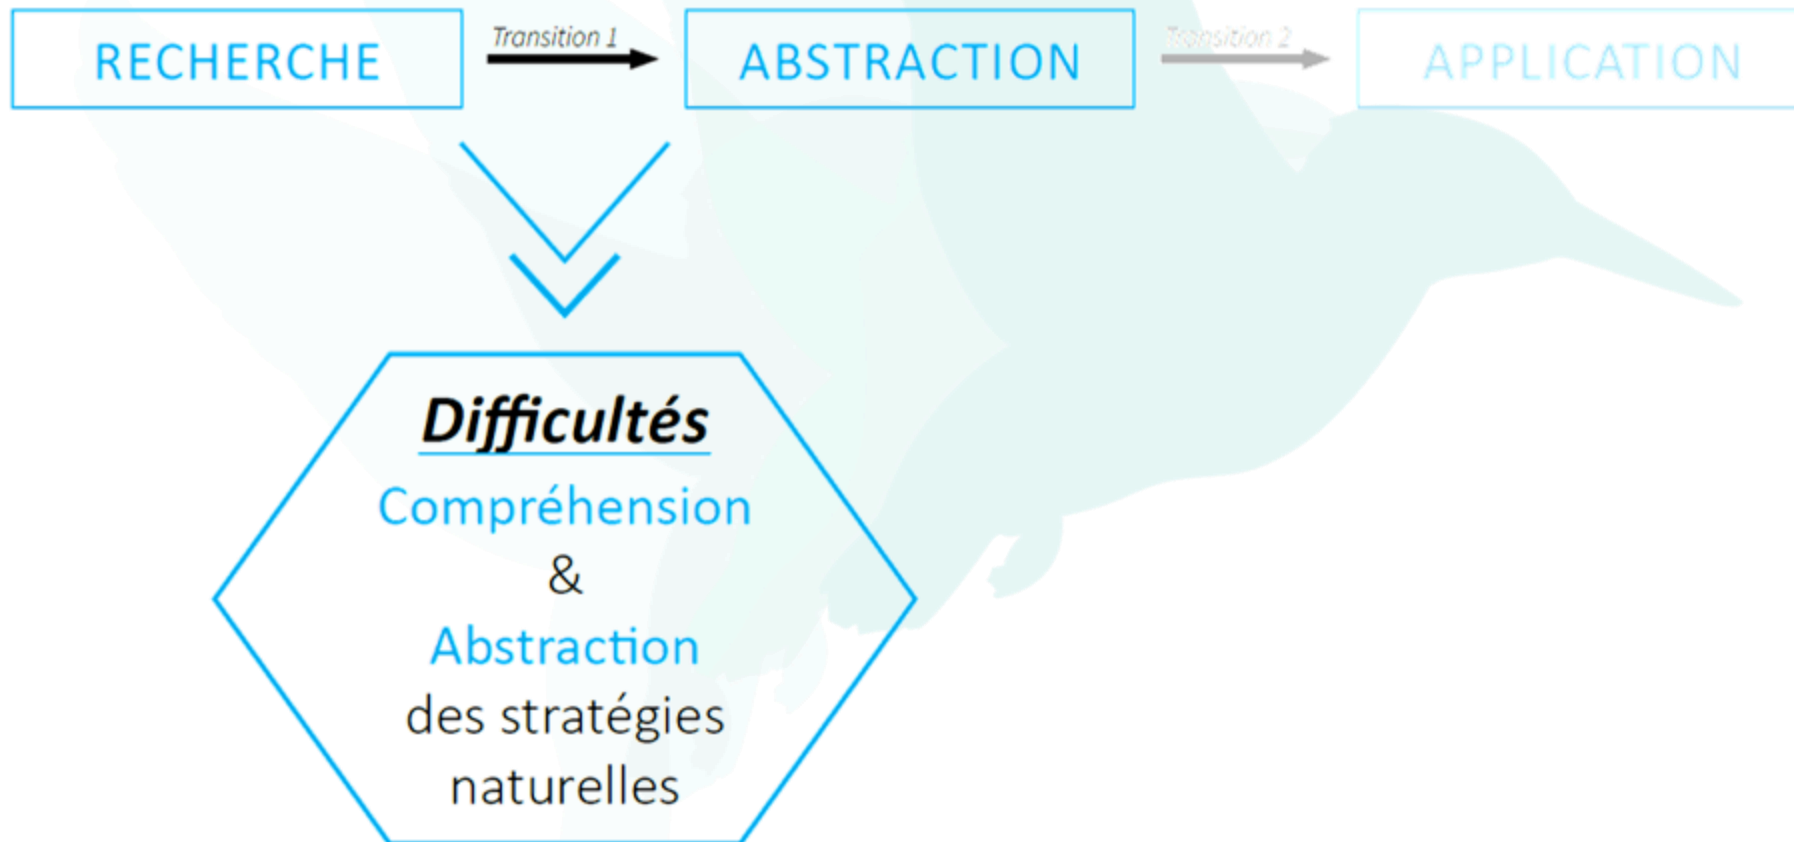 RECHERCHE
Transition 1
ABSTRACTION
Transition 2
APPLICATION
Difficultés
Compréhension
&
Abstraction
des stratégies
naturelles